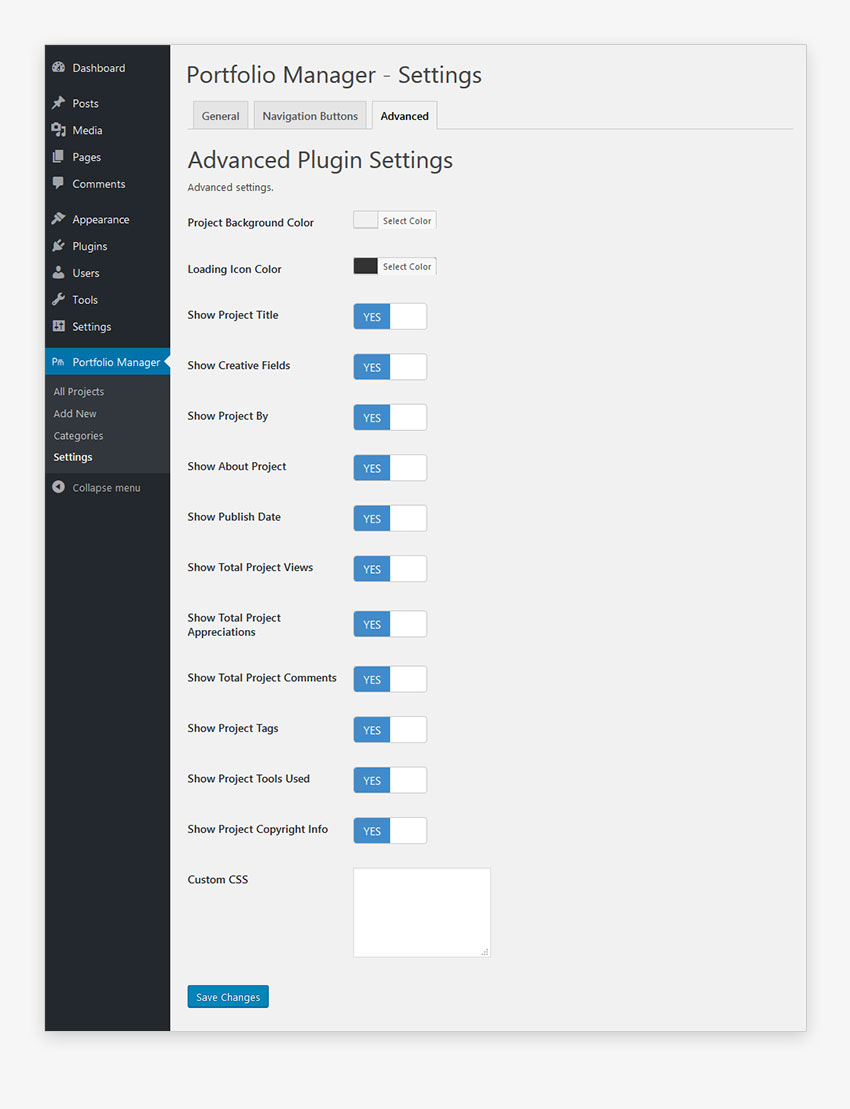 Dashboard
Posts
Media
Pages
Comments
Appearance
Plugins
Users
Tools
Settings
Pm Portfolio Manager
All Projects
Add New
Categories
Settings
Collapse menu
Portfolio Manager - Settings
General Navigation Buttons Advanced
Advanced Plugin Settings
Advanced settings.
Project Background Color Select Color
Loading Icon Color Select Color
Show Project Title YES
Show Creative Fields YES
Show Project By YES
Show About Project YES
Show Publish Date YES
Show Total Project Views YES
Show Total Project
Appreciations YES
Show Total Project Comments YES
Show Project Tags YES
Show Project Tools Used YES
Show Project Copyright Info YES
Custom CSS
Save Changes